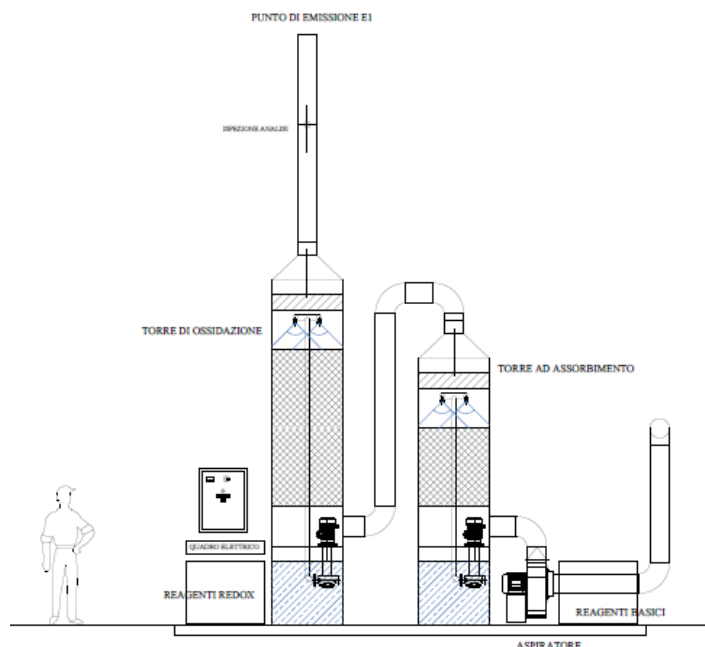 PUNTO DI EMISSIONE E1
ISPEZIONE ANALISI
TORRE DI OSSIDAZIONE
TORRE AD ASSORBIMENTO
QUADRO ELETTRICO
REAGENTI REDOX
REAGENTI BASICI
ASPIRATORE